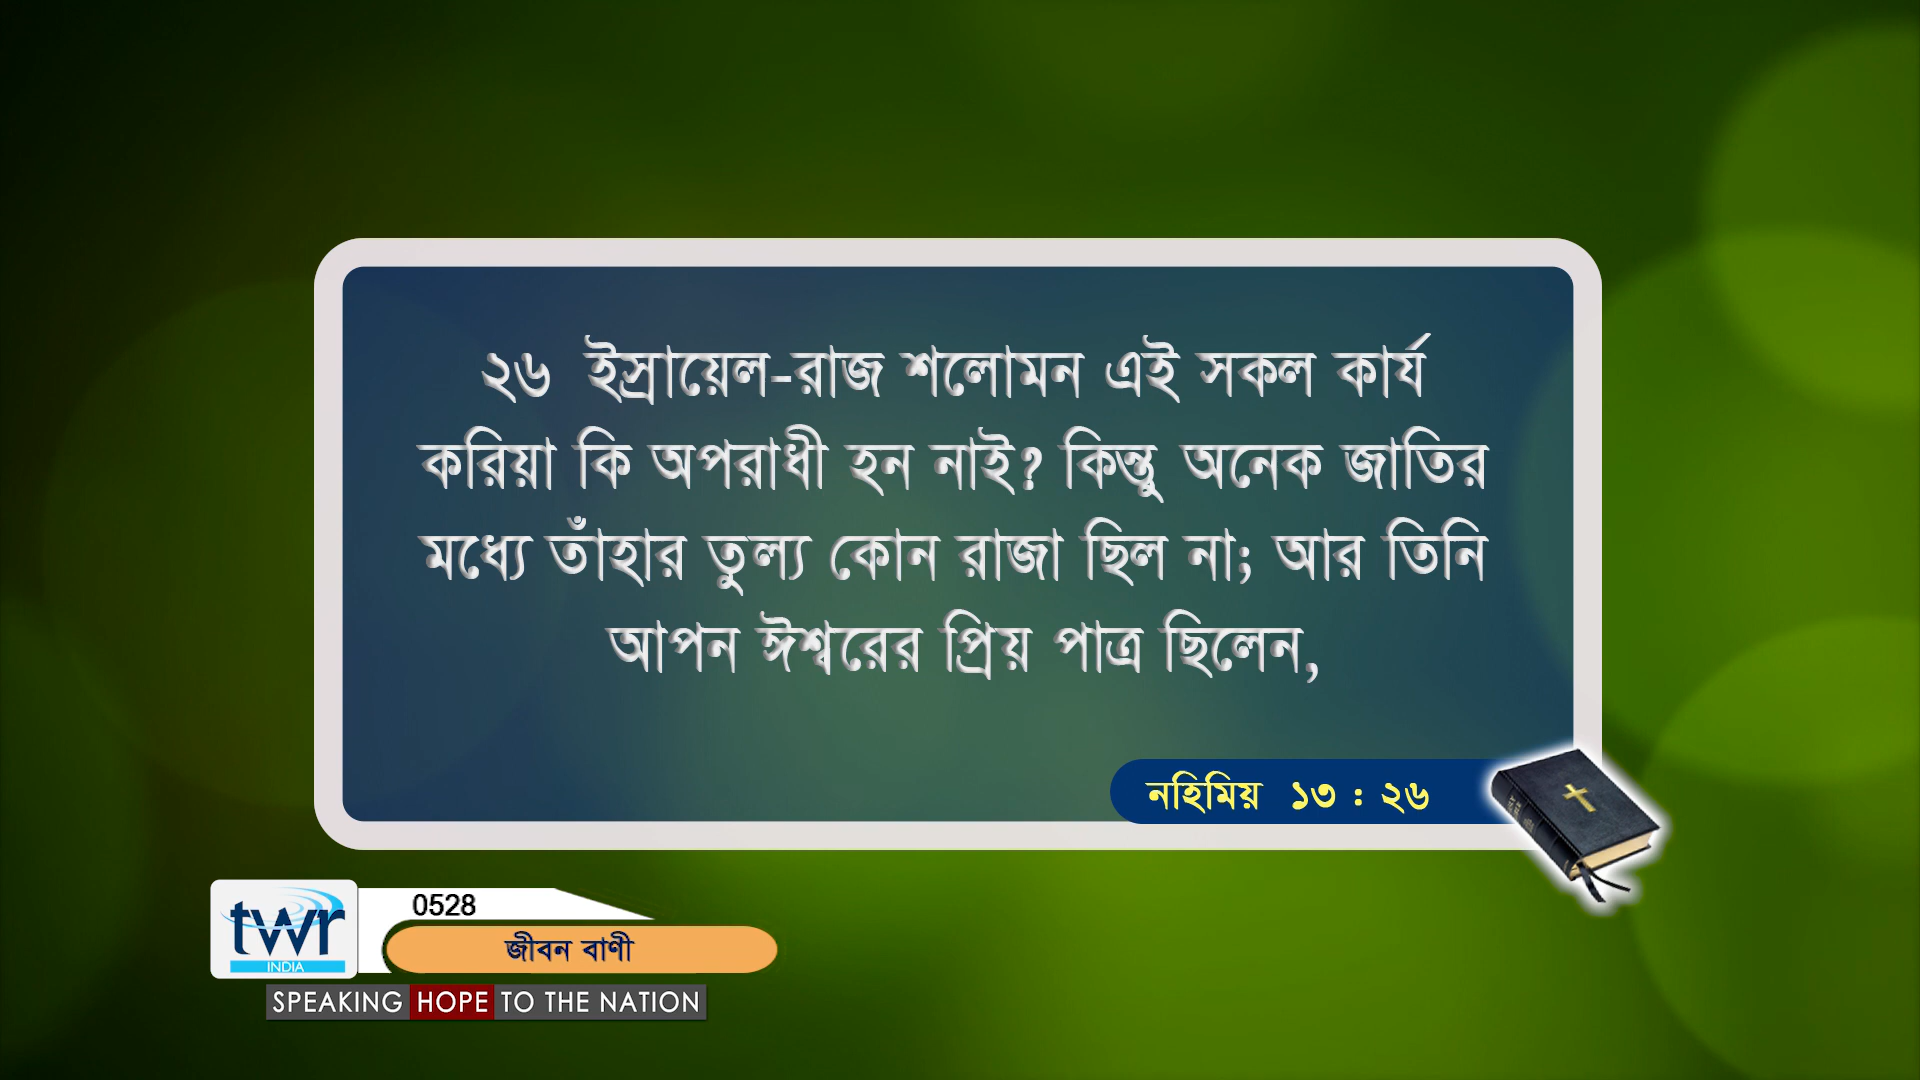 ২৬ ইস্রায়েল-রাজ শলোমন এই সকল কার্য
করিয়া কি অপরাধী হন নাই? কিন্তু অনেক জাতির
মধ্যে তাঁহার তুল্য কোন রাজা ছিল না; আর তিনি
আপন ঈশ্বরের প্রিয় পাত্র ছিলেন,
নহিমিয় ১৩ : ২৬
twr
INDIA
0528
জীবন বাণী
SPEAKING HOPE TO THE NATION